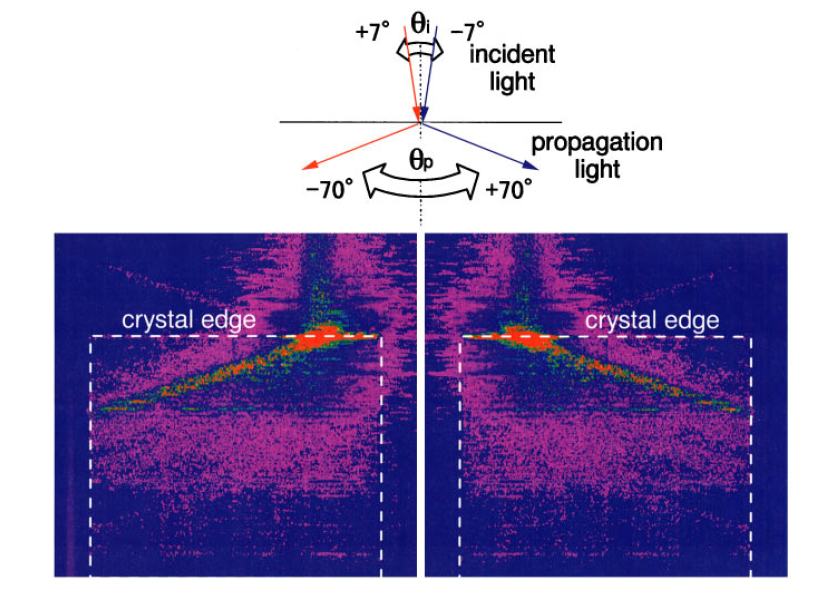 +7°
θi
−7°
incident
light
propagation
light
θp
−70°
+70°
crystal edge
crystal edge